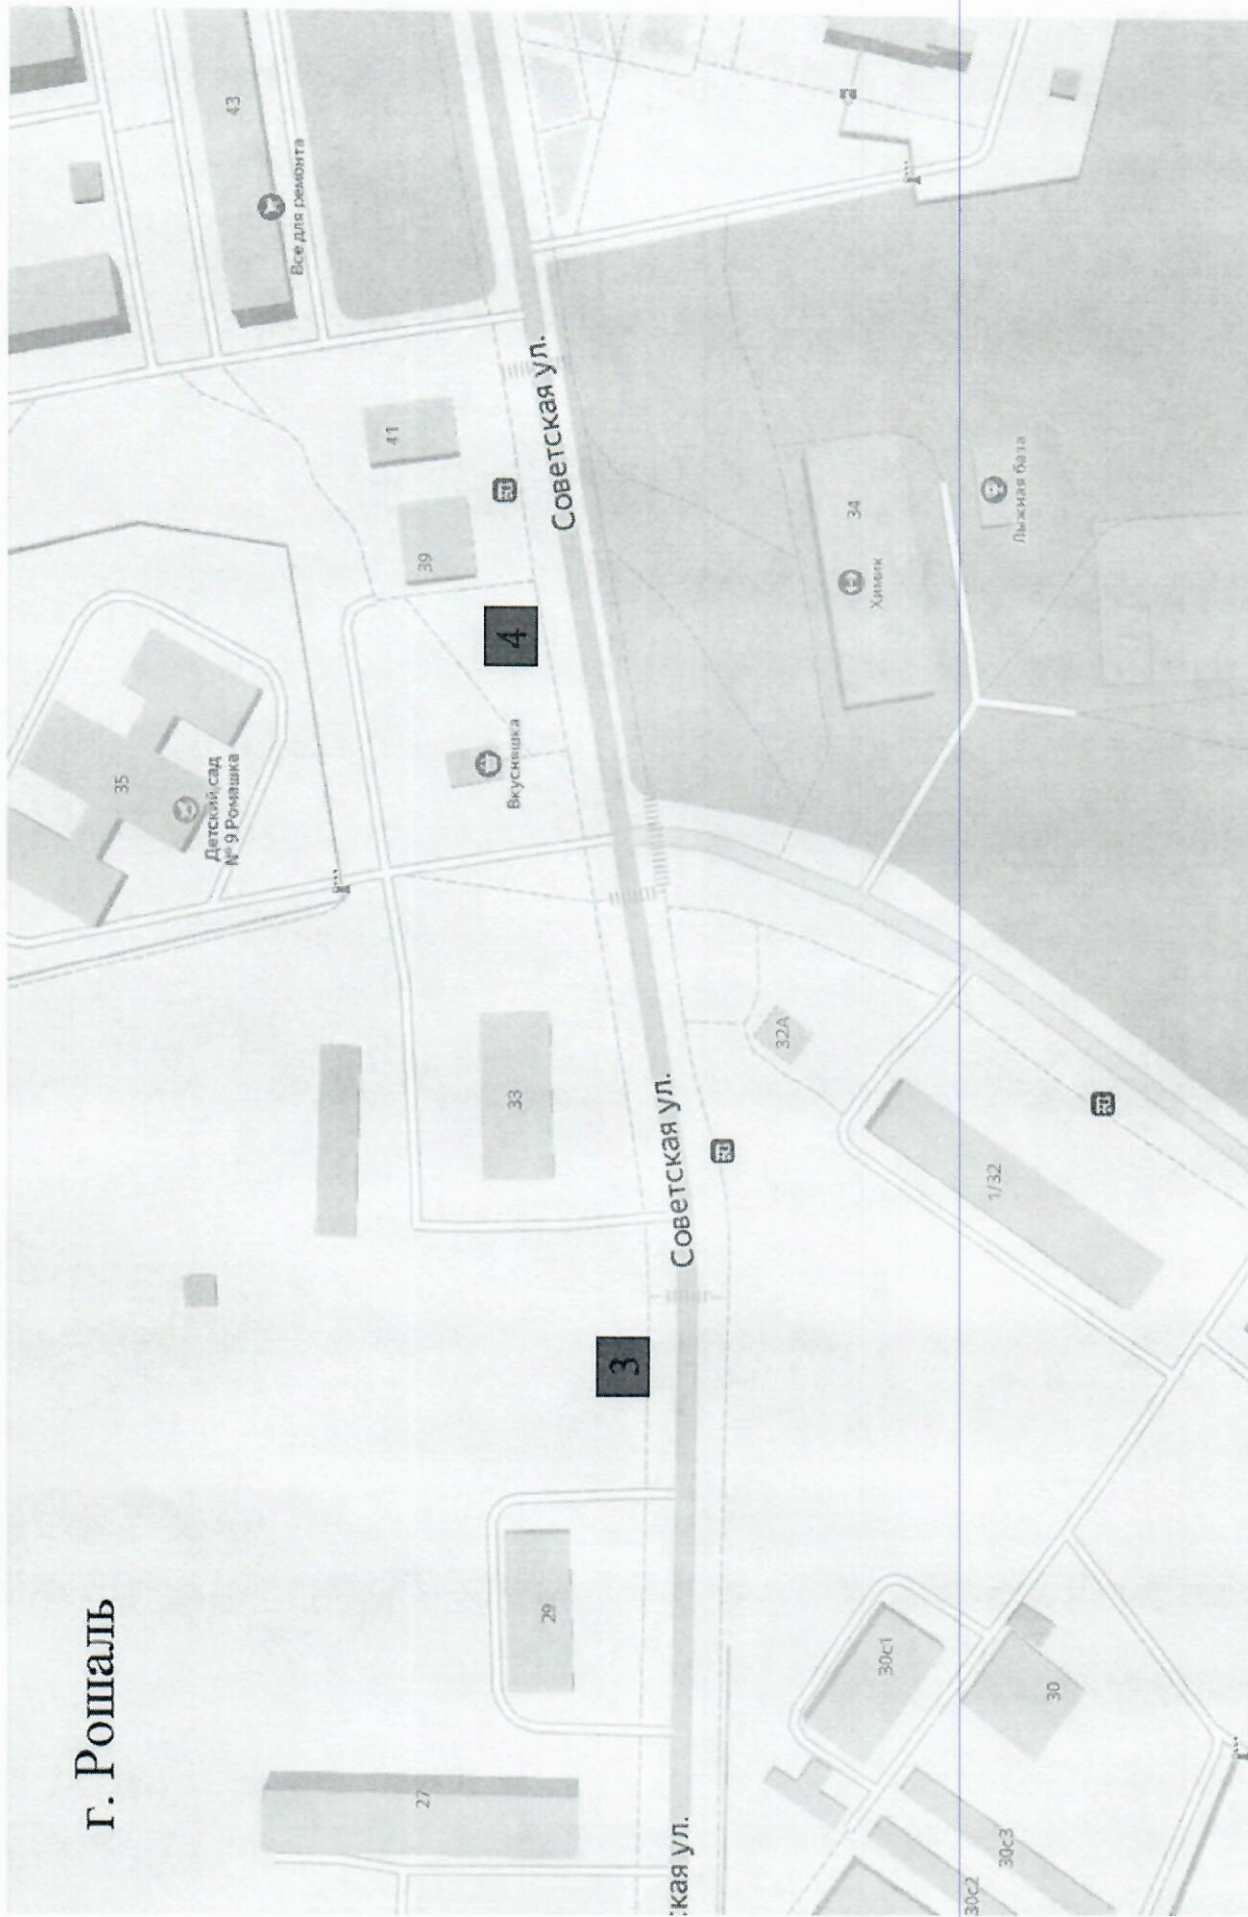 г. Рошаль
43
Все для ремонта
41
39
4
35
Детский сад
№ 9 Ромашка
Вкусняшка
Советская ул.
34
Химик
Лыжная база
33
32А
Советская ул.
1/32
3
29
27
30с1
30
30с3
30с2
ская ул.